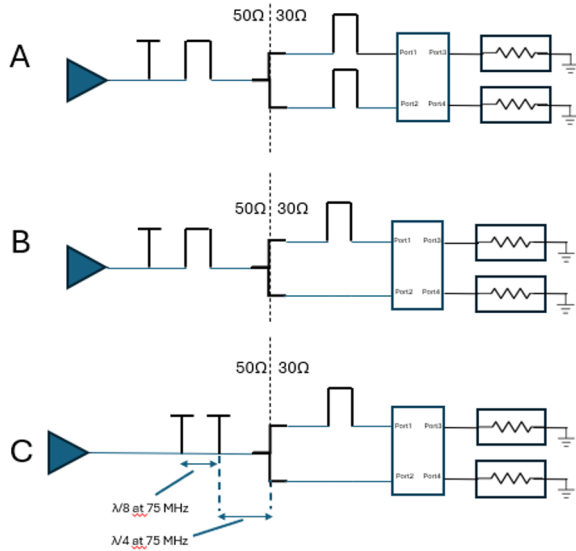 50Ω 30Ω
A
Port1 Port3
Port2 Port4
50Ω 30Ω
B
Port1 Port3
Port2 Port4
50Ω 30Ω
C
Port1 Port3
Port2 Port4
λ/8 at 75 MHz
λ/4 at 75 MHz